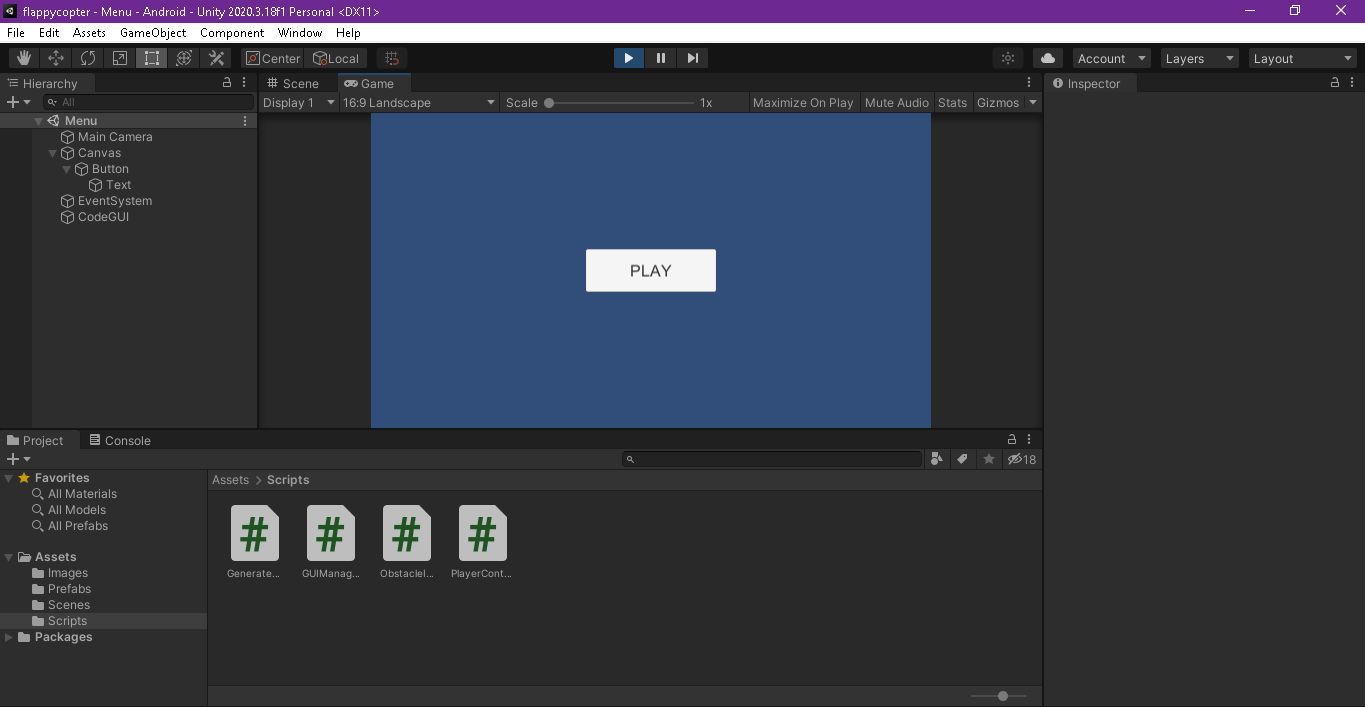 flappycopter - Menu - Android - Unity 2020.3.18f1 Personal <DX11>
File Edit Assets GameObject Component Window Help
Center Local Account Layers Layout
Hierarchy
All
Menu
Main Camera
Canvas
Button
Text
EventSystem
CodeGUI
Scene Game
Display 1 16:9 Landscape Scale 1x Maximize On Play Mute Audio Stats Gizmos
PLAY
Inspector
Project Console
18
Favorites
All Materials
All Models
All Prefabs
Assets
Images
Prefabs
Scenes
Scripts
Packages
Assets > Scripts
Generate... GUIManag... ObstacleI... PlayerCont...